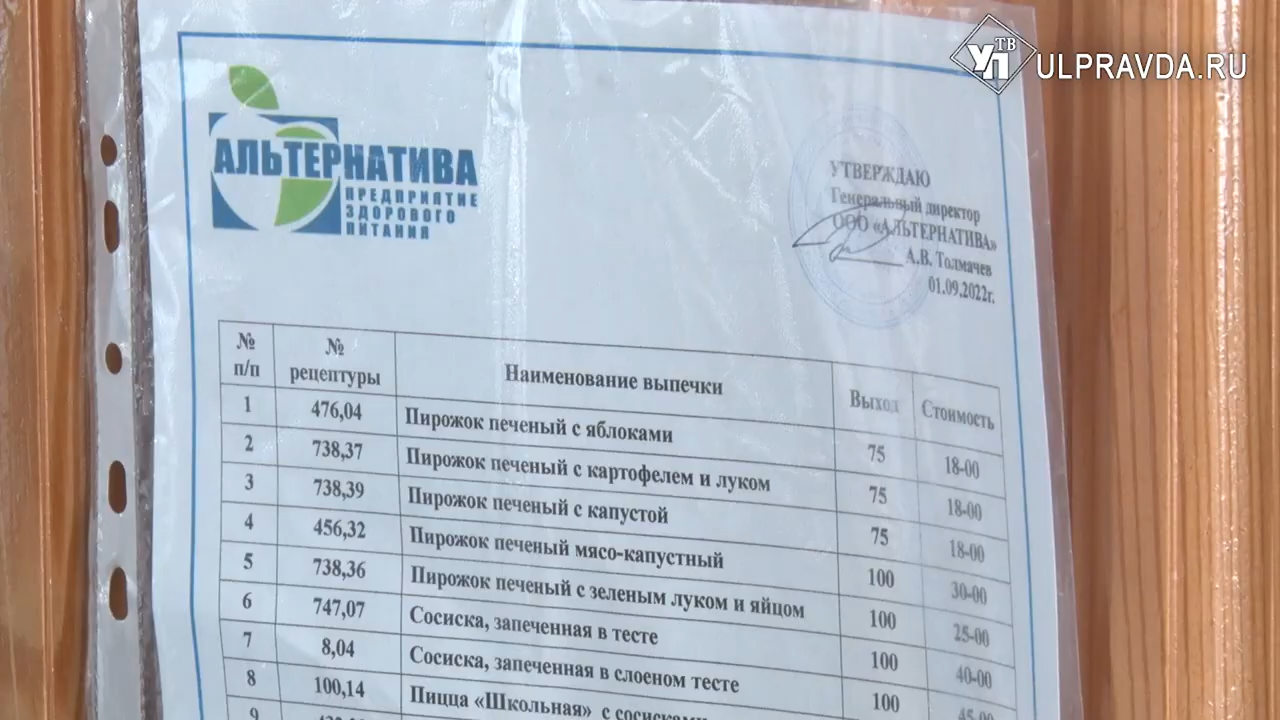 УП ТВ ULPRAVDA.RU
АЛЬТЕРНАТИВА
ПРЕДПРИЯТИЕ
ЗДОРОВОГО
ПИТАНИЯ
УТВЕРЖДАЮ
Генеральный директор
ООО «АЛЬТЕРНАТИВА»
А.В. Толмачев
01.09.2022г.
№ п/п № рецептуры Наименование выпечки Выход Стоимость
1 476,04 Пирожок печеный с яблоками 75 18-00
2 738,37 Пирожок печеный с картофелем и луком 75 18-00
3 738,39 Пирожок печеный с капустой 75 18-00
4 456,32 Пирожок печеный мясо-капустный 100 30-00
5 738,36 Пирожок печеный с зеленым луком и яйцом 100 25-00
6 747,07 Сосиска, запеченная в тесте 100 40-00
7 8,04 Сосиска, запеченная в слоеном тесте 100 45-00
8 100,14 Пицца «Школьная» с сосисками
9